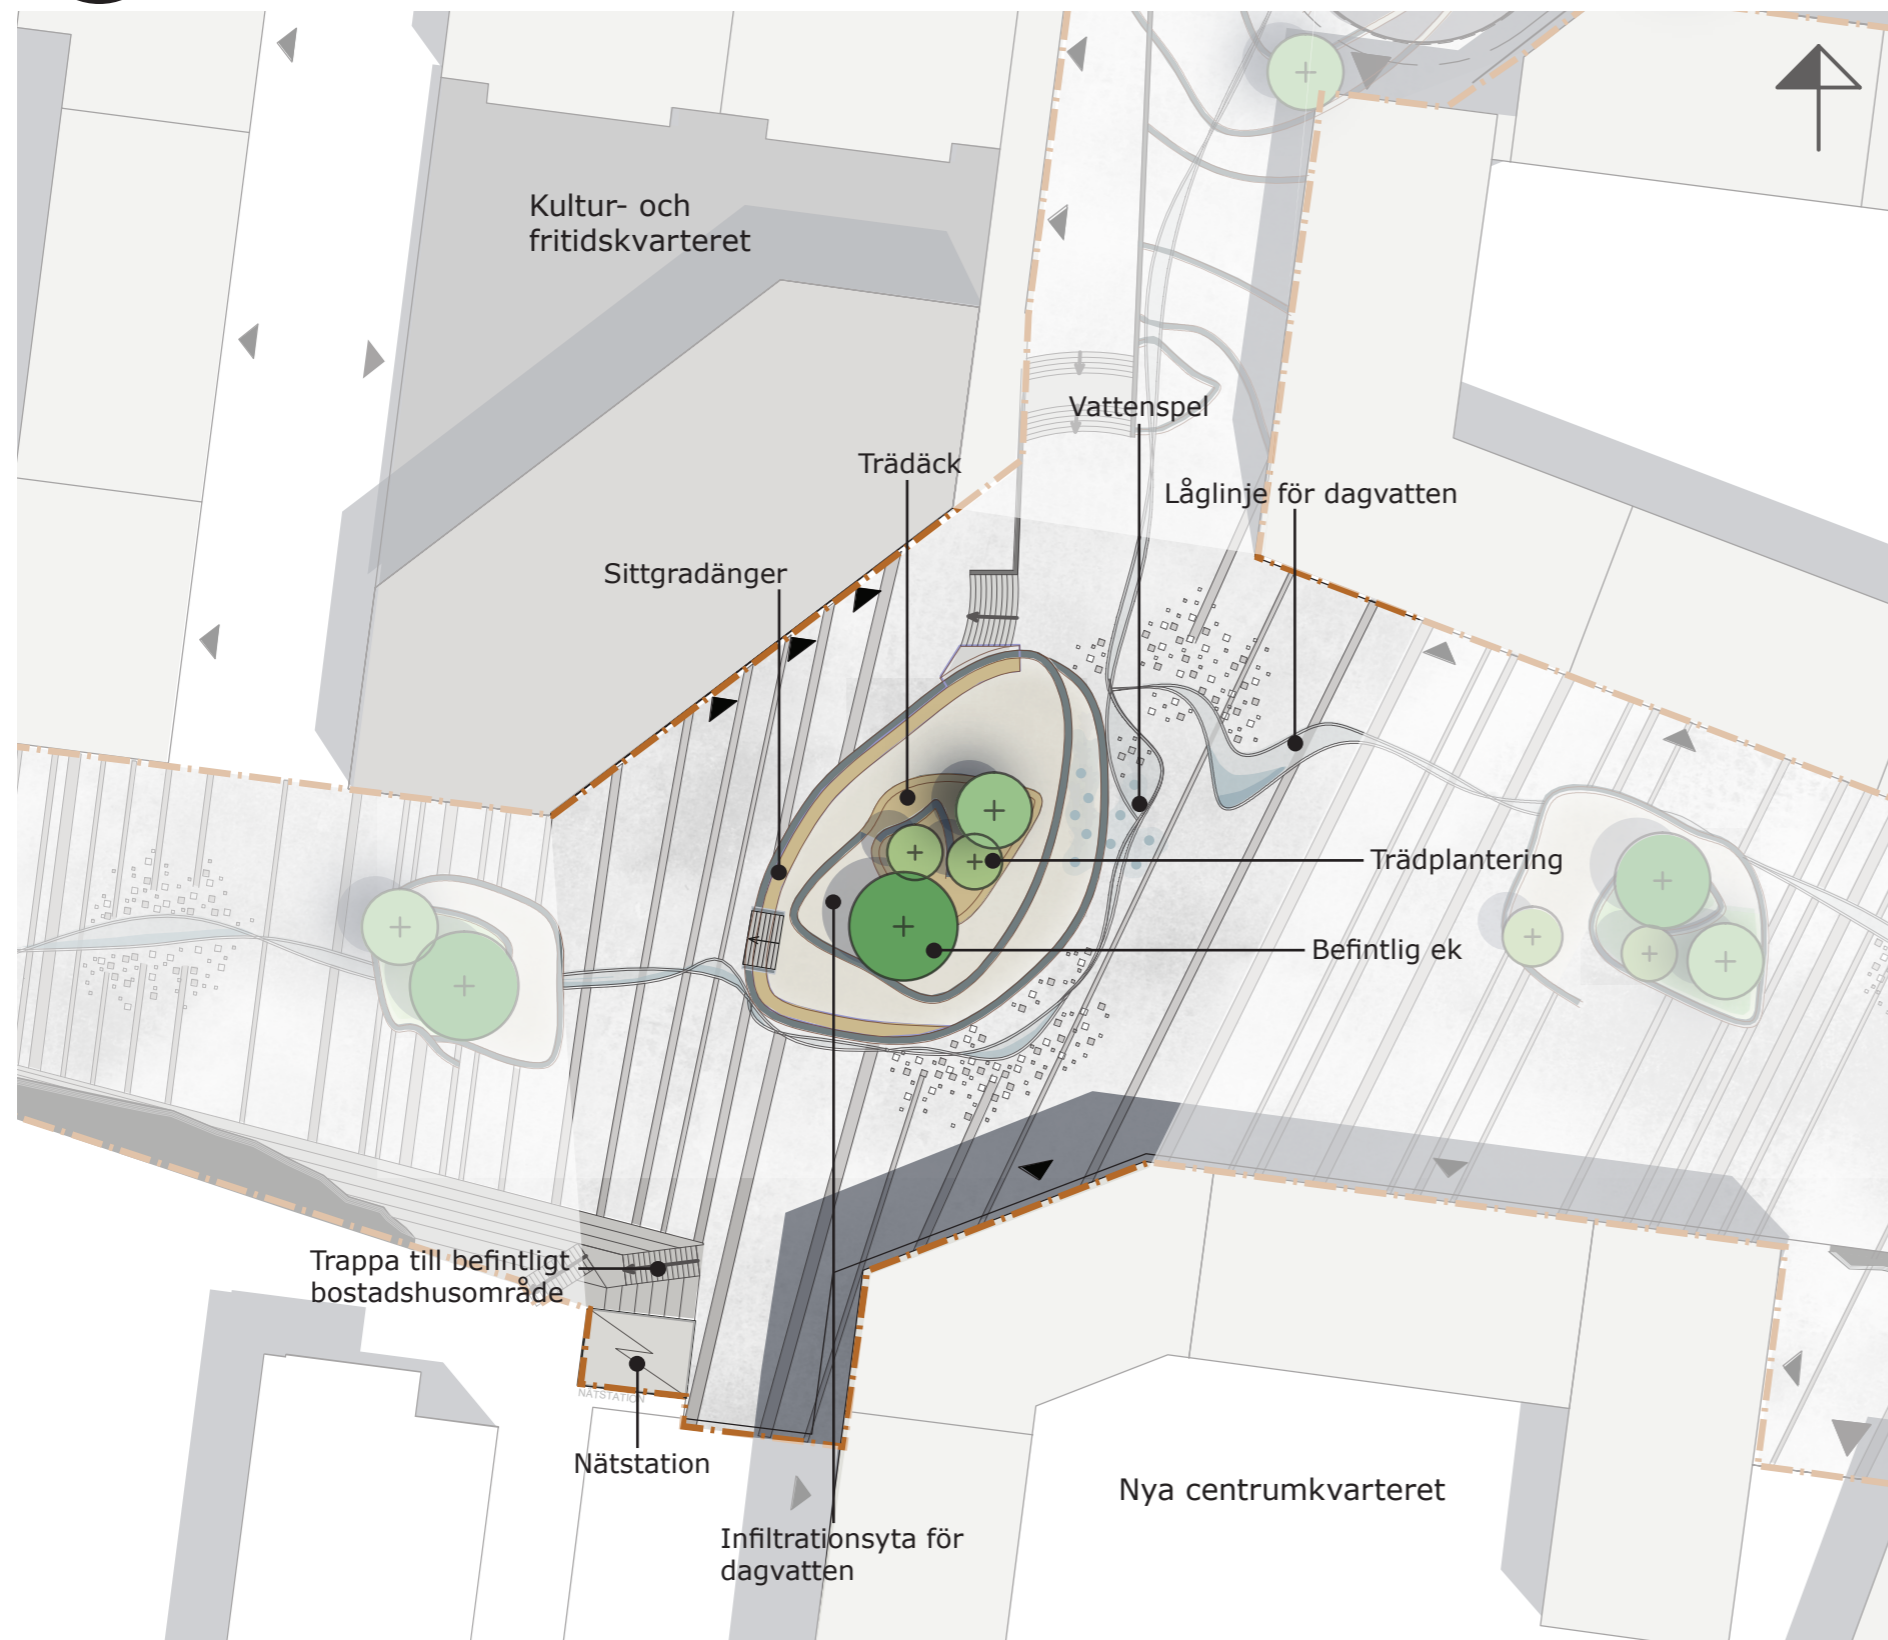 Kultur- och
fritidskvarteret
Vattenspel
Trädäck
Låglinje för dagvatten
Sittgradänger
Trädplantering
Befintlig ek
Trappa till befintligt
bostadshusområde
NÄTSTATION
Nätstation
Nya centrumkvarteret
Infiltrationsyta för
dagvatten